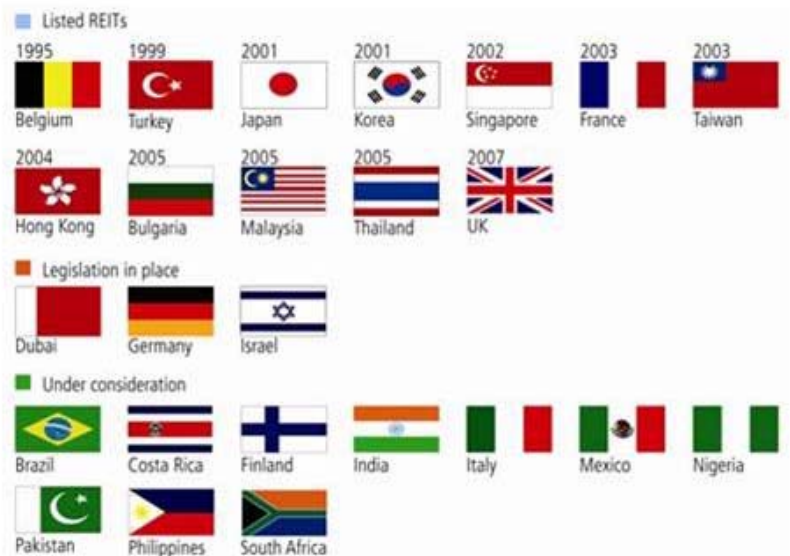 Listed REITs
1995 1999 2001 2001 2002 2003 2003
Belgium Turkey Japan Korea Singapore France Taiwan
2004 2005 2005 2005 2007
Hong Kong Bulgaria Malaysia Thailand UK
Legislation in place
Dubai Germany Israel
Under consideration
Brazil Costa Rica Finland India Italy Mexico Nigeria
Pakistan Philippines South Africa